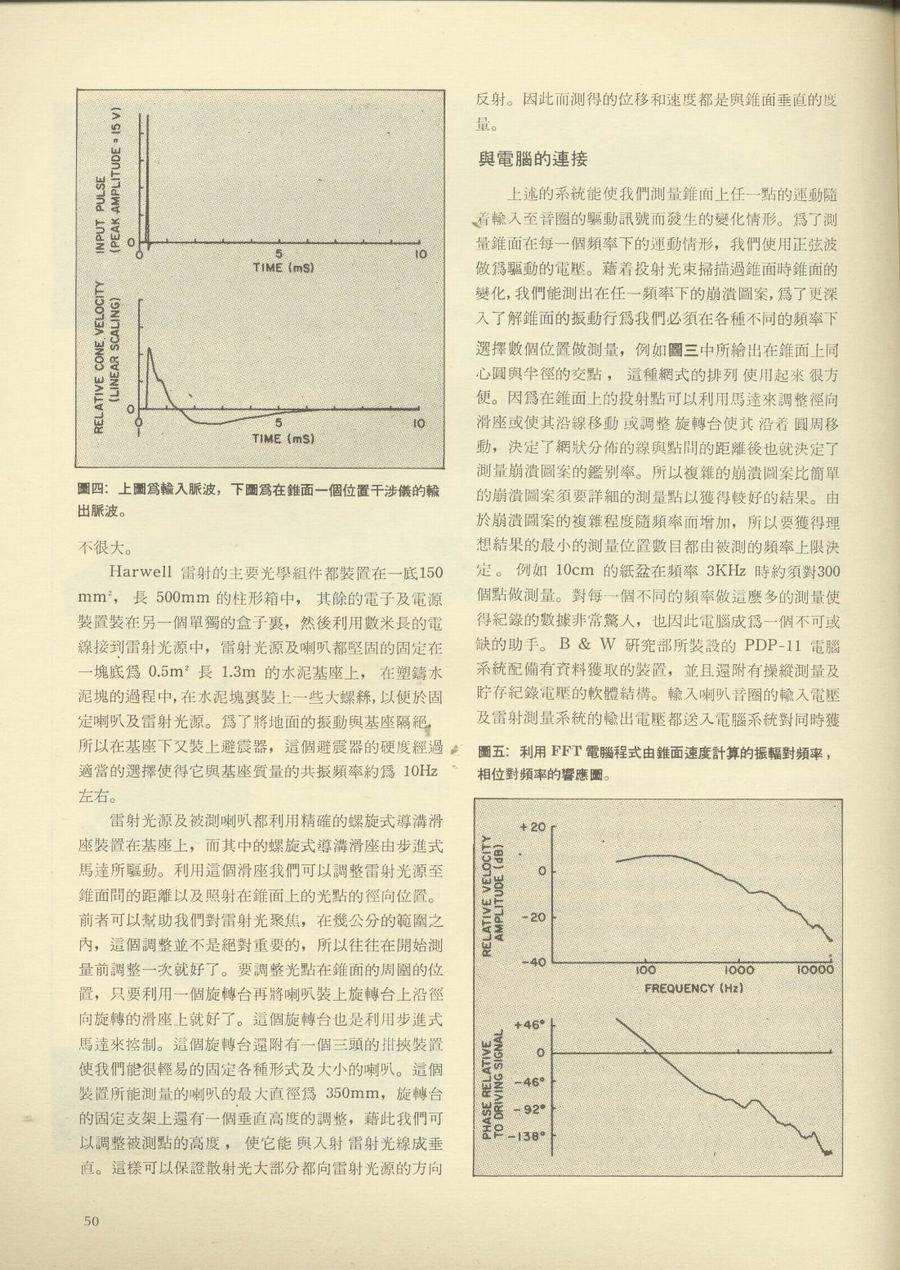 INPUT PULSE
(PEAK AMPLITUDE = 15 V)
0
0
5
10
TIME (mS)
RELATIVE CONE VELOCITY
(LINEAR SCALING)
0
0
5
10
TIME (mS)
圖四：上圖爲輸入脈波，下圖爲在錐面一個位置干涉儀的輸
出脈波。
不很大。
Harwell 雷射的主要光學組件都裝置在一底150
mm²， 長 500mm 的柱形箱中， 其餘的電子及電源
裝置裝在另一個單獨的盒子裏，然後利用數米長的電
線接到雷射光源中，雷射光源及喇叭都堅固的固定在
一塊底爲 0.5m² 長 1.3m 的水泥基座上， 在塑鑄水
泥塊的過程中，在水泥塊裏裝上一些大螺絲，以便於固
定喇叭及雷射光源。爲了將地面的振動與基座隔絕，
所以在基座下又裝上避震器，這個避震器的硬度經過
適當的選擇使得它與基座質量的共振頻率約爲 10Hz
左右。
雷射光源及被測喇叭都利用精確的螺旋式導溝滑
座裝置在基座上，而其中的螺旋式導溝滑座由步進式
馬達所驅動。利用這個滑座我們可以調整雷射光源至
錐面間的距離以及照射在錐面上的光點的徑向位置。
前者可以幫助我們對雷射光聚焦，在幾公分的範圍之
內，這個調整並不是絕對重要的，所以往往在開始測
量前調整一次就好了。要調整光點在錐面的周圍的位
置，只要利用一個旋轉台再將喇叭裝上旋轉台上沿徑
向旋轉的滑座上就好了。這個旋轉台也是利用步進式
馬達來控制。這個旋轉台還附有一個三頭的拑挾裝置
使我們能很輕易的固定各種形式及大小的喇叭。這個
裝置所能測量的喇叭的最大直徑爲 350mm，旋轉台
的固定支架上還有一個垂直高度的調整，藉此我們可
以調整被測點的高度， 使它能 與入射 雷射光線成垂
直。這樣可以保證散射光大部分都向雷射光源的方向
反射。因此而測得的位移和速度都是與錐面垂直的度
量。
與電腦的連接
上述的系統能使我們測量錐面上任一點的運動隨
着輸入至音圈的驅動訊號而發生的變化情形。爲了測
量錐面在每一個頻率下的運動情形，我們使用正弦波
做爲驅動的電壓。藉着投射光束掃描過錐面時錐面的
變化，我們能測出在任一頻率下的崩潰圖案，爲了更深
入了解錐面的振動行爲我們必須在各種不同的頻率下
選擇數個位置做測量，例如圖三中所繪出在錐面上同
心圓與半徑的交點， 這種網式的排列 使用起來 很方
便。因爲在錐面上的投射點可以利用馬達來調整徑向
滑座或使其沿線移動 或調整 旋轉台使其 沿着 圓周移
動，決定了網狀分佈的線與點間的距離後也就決定了
測量崩潰圖案的鑑別率。所以複雜的崩潰圖案比簡單
的崩潰圖案須要詳細的測量點以獲得較好的結果。由
於崩潰圖案的複雜程度隨頻率而增加，所以要獲得理
想結果的最小的測量位置數目都由被測的頻率上限決
定。 例如 10cm 的紙盆在頻率 3KHz 時約須對300
個點做測量。對每一個不同的頻率做這麼多的測量使
得紀錄的數據非常驚人，也因此電腦成爲一個不可或
缺的助手。B & W 研究部所裝設的 PDP-11 電腦
系統配備有資料獲取的裝置，並且還附有操縱測量及
貯存紀錄電壓的軟體結構。輸入喇叭音圈的輸入電壓
及雷射測量系統的輸出電壓都送入電腦系統對同時獲
圖五：利用 FFT 電腦程式由錐面速度計算的振幅對頻率，
相位對頻率的響應圖。
RELATIVE VELOCITY
AMPLITUDE (dB)
+20
0
-20
-40
100
1000
10000
FREQUENCY (Hz)
PHASE RELATIVE
TO DRIVING SIGNAL
+46°
0
-46°
-92°
-138°
50